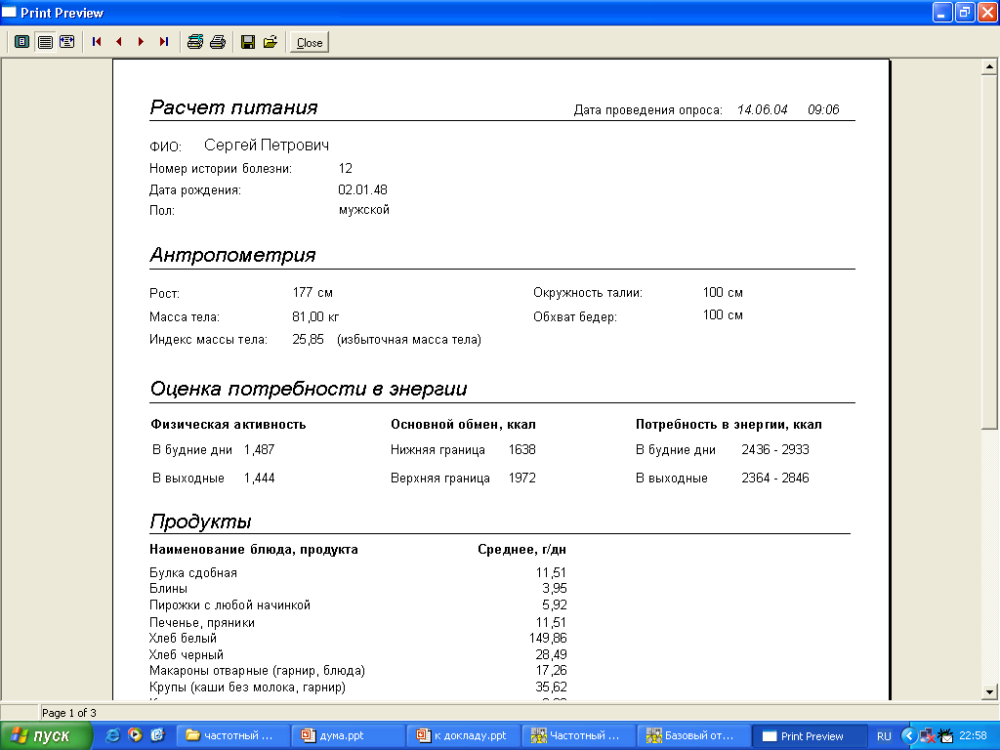 Print Preview
Close
Расчет питания Дата проведения опроса: 14.06.04 09:06
ФИО: Сергей Петрович
Номер истории болезни: 12
Дата рождения: 02.01.48
Пол: мужской
Антропометрия
Рост: 177 см Окружность талии: 100 см
Масса тела: 81,00 кг Обхват бедер: 100 см
Индекс массы тела: 25,85 (избыточная масса тела)
Оценка потребности в энергии
Физическая активность Основной обмен, ккал Потребность в энергии, ккал
В будние дни 1,487 Нижняя граница 1638 В будние дни 2436 - 2933
В выходные 1,444 Верхняя граница 1972 В выходные 2364 - 2846
Продукты
Наименование блюда, продукта Среднее, г/дн
Булка сдобная 11,51
Блины 3,95
Пирожки с любой начинкой 5,92
Печенье, пряники 11,51
Хлеб белый 149,86
Хлеб черный 28,49
Макароны отварные (гарнир, блюда) 17,26
Крупы (каши без молока, гарнир) 35,62
Page 1 of 3
пуск частотный ... дума.ppt к докладу.ppt Частотный ... Базовый от... Print Preview RU 22:58